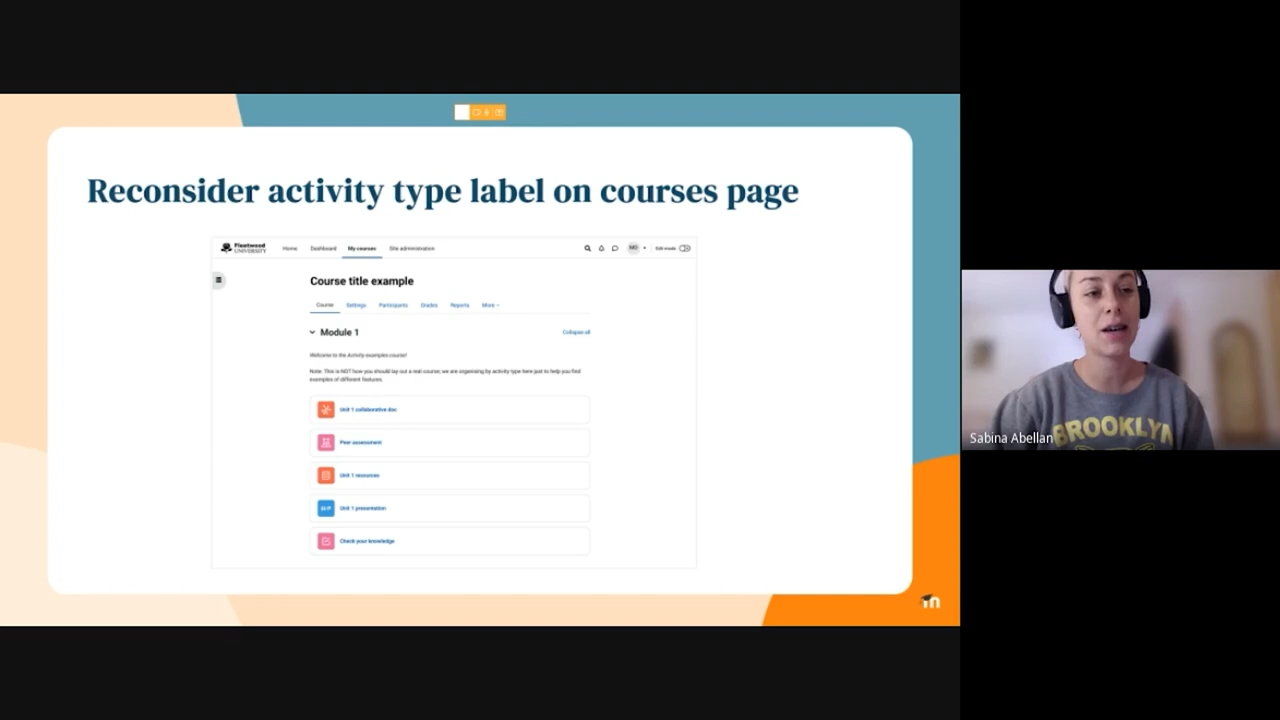 Reconsider activity type label on courses page
Fleetwood
UNIVERSITY
Home Dashboard My courses Site administration
MD
Edit mode
Course title example
Course Settings Participants Grades Reports More
Module 1
Collapse all
Welcome to the Activity examples course!
Note: This is NOT how you should lay out a real course; we are organising by activity type here just to help you find
examples of different features.
Unit 1 collaborative doc
Peer assessment
Unit 1 resources
Unit 1 presentation
Check your knowledge
Sabina Abellan
BROOKLYN